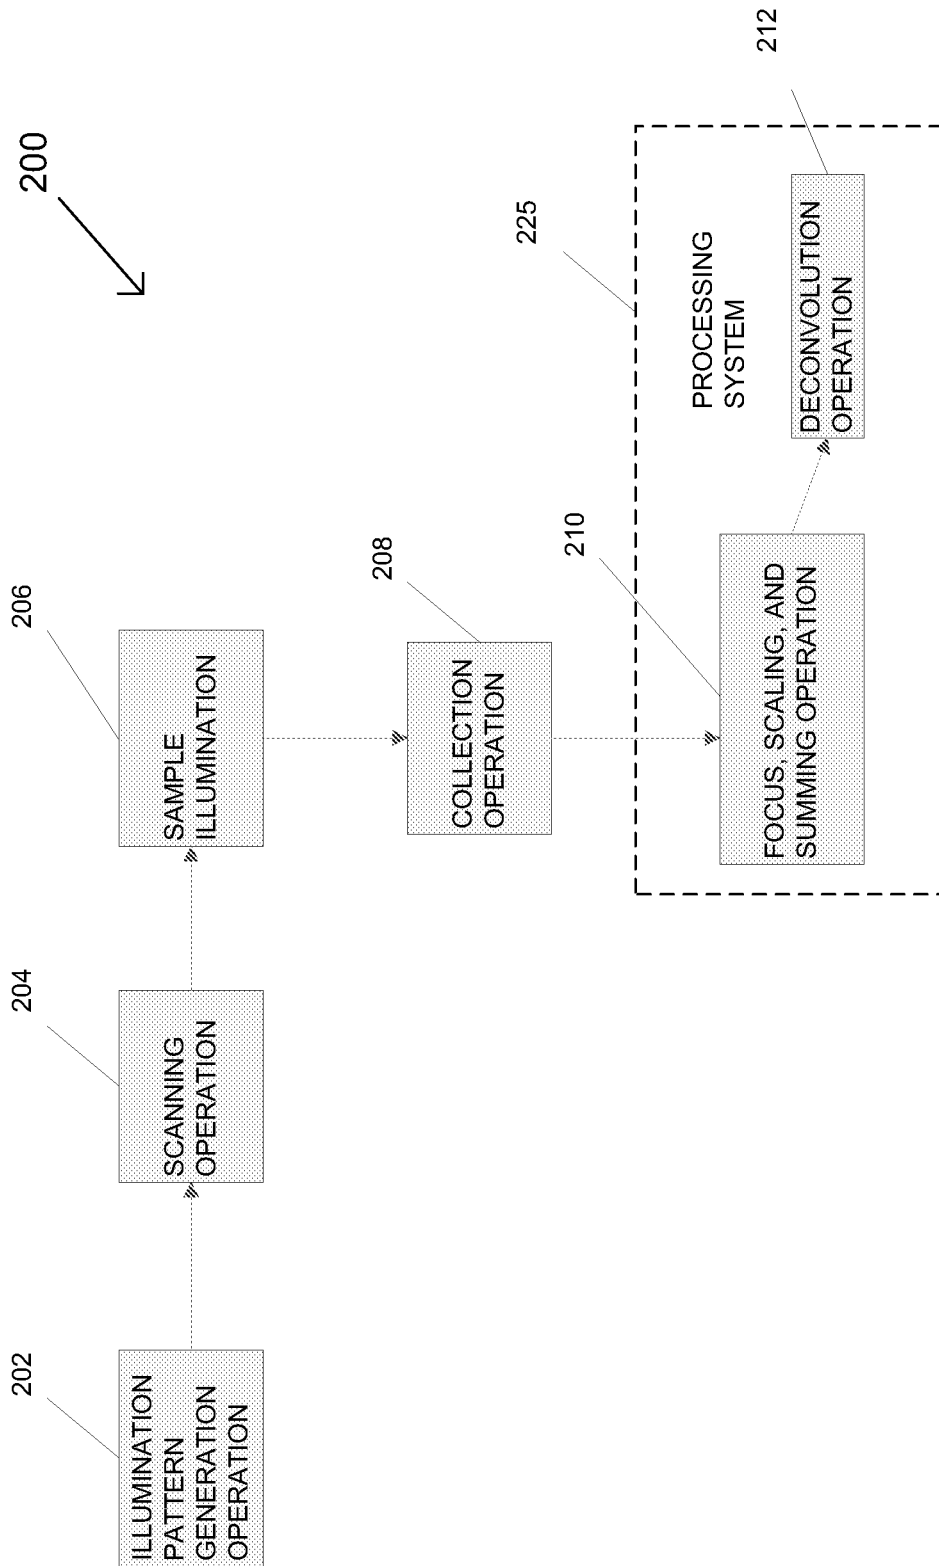 200
202
204
206
ILLUMINATION
PATTERN
GENERATION
OPERATION
SCANNING
OPERATION
SAMPLE
ILLUMINATION
208
COLLECTION
OPERATION
225
210
PROCESSING
SYSTEM
FOCUS, SCALING, AND
SUMMING OPERATION
212
DECONVOLUTION
OPERATION